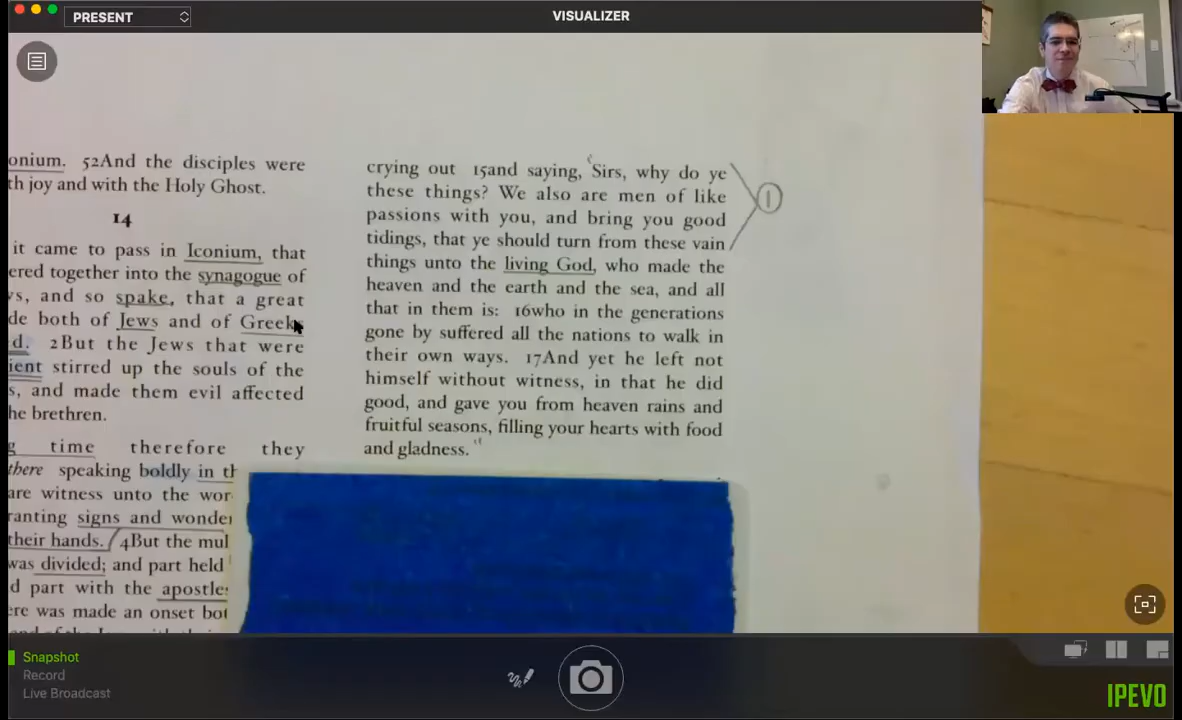 PRESENT
VISUALIZER
onium. 52And the disciples were
th joy and with the Holy Ghost.
14
it came to pass in Iconium, that
ered together into the synagogue of
vs, and so spake, that a great
de both of Jews and of Greek
d. 2But the Jews that were
ient stirred up the souls of the
s, and made them evil affected
he brethren.
g time therefore they
there speaking boldly in th
are witness unto the wor
ranting signs and wonder
their hands. 4But the mul
was divided; and part held
d part with the apostle
ere was made an onset bot
crying out 15and saying, Sirs, why do ye
these things? We also are men of like
passions with you, and bring you good
tidings, that ye should turn from these vain
things unto the living God, who made the
heaven and the earth and the sea, and all
that in them is: 16who in the generations
gone by suffered all the nations to walk in
their own ways. 17And yet he left not
himself without witness, in that he did
good, and gave you from heaven rains and
fruitful seasons, filling your hearts with food
and gladness.
1
Snapshot
Record
Live Broadcast
IPEVO